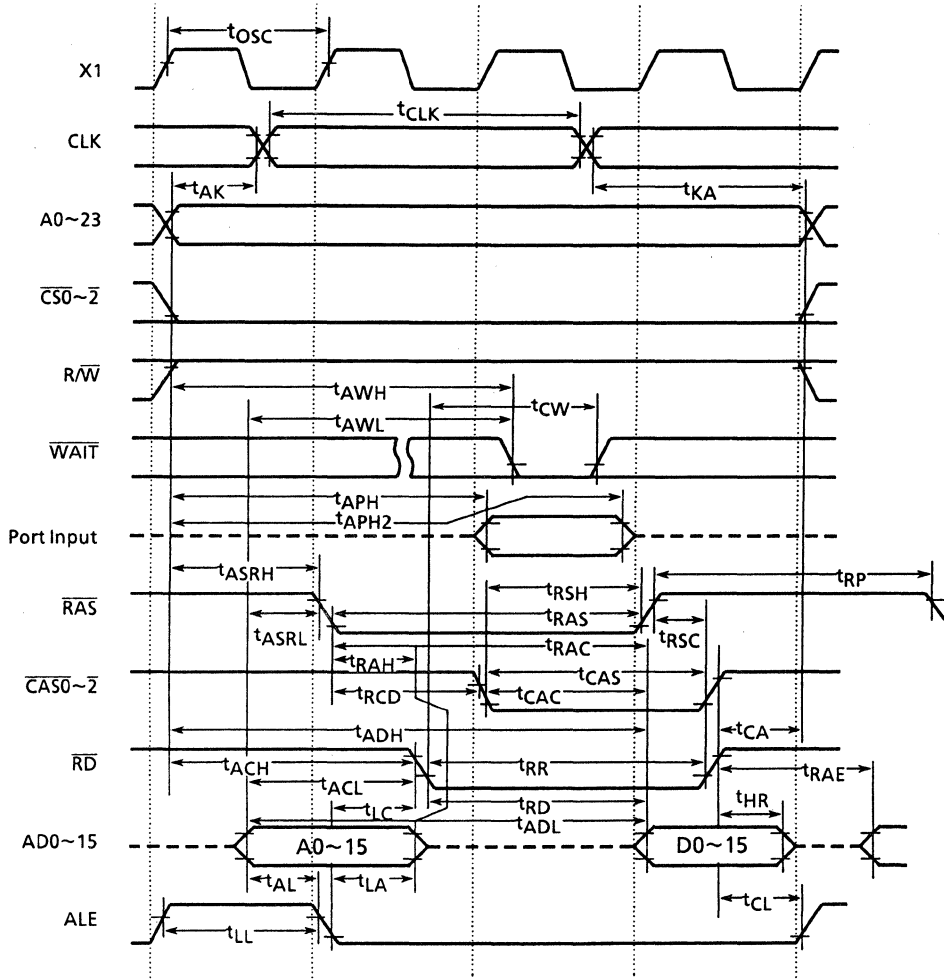 tOSC
X1
tCLK
CLK
tAK
tKA
A0~23
CS0~2
R/W
tAWH
tCW
tAWL
WAIT
tAPH
tAPH2
Port Input
tASRH
tRSH
tRP
RAS
tRAS
tASRL
tRAC
tRSC
tRAH
tCAS
CAS0~2
tRCD
tCAC
tADH
tCA
RD
tACH
tRR
tRAE
tACL
tLC
tRD
tHR
tADL
AD0~15
A0~15
D0~15
tAL
tLA
tCL
ALE
tLL